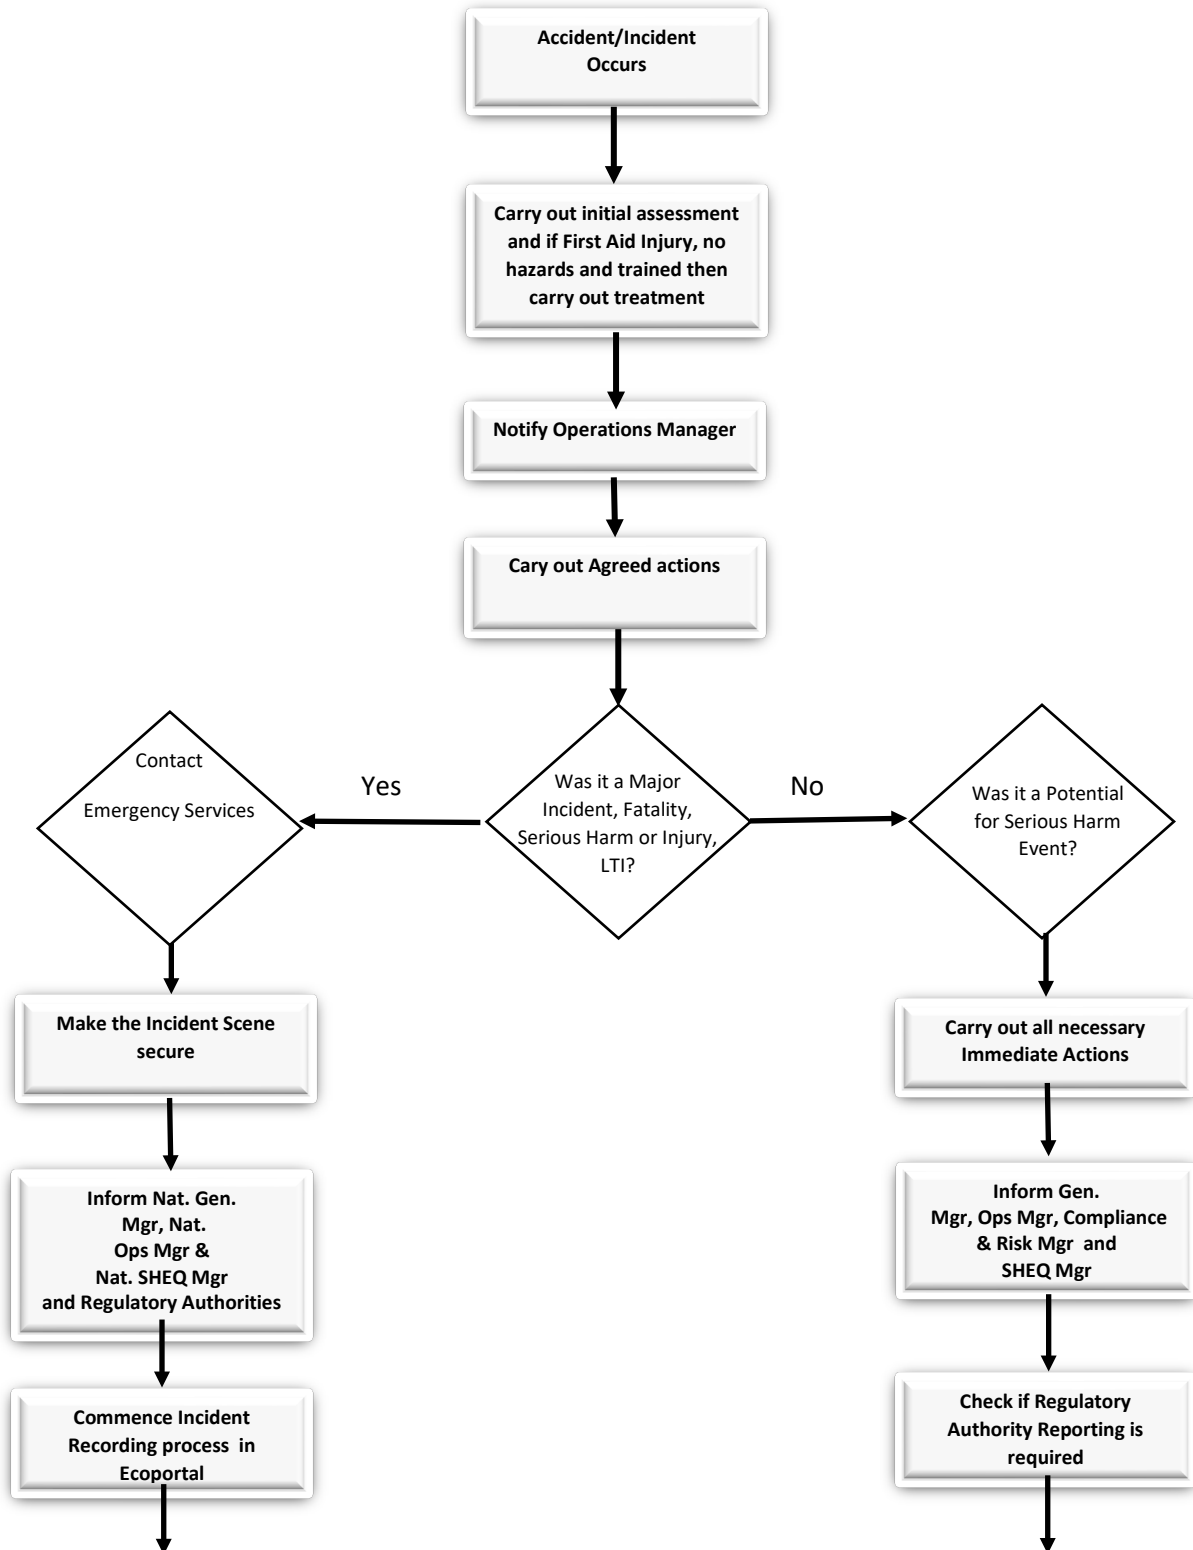 Accident/Incident
Occurs
Carry out initial assessment
and if First Aid Injury, no
hazards and trained then
carry out treatment
Notify Operations Manager
Cary out Agreed actions
Contact
Emergency Services
Yes
Was it a Major
Incident, Fatality,
Serious Harm or Injury,
LTI?
No
Was it a Potential
for Serious Harm
Event?
Make the Incident Scene
secure
Carry out all necessary
Immediate Actions
Inform Nat. Gen.
Mgr, Nat.
Ops Mgr &
Nat. SHEQ Mgr
and Regulatory Authorities
Inform Gen.
Mgr, Ops Mgr, Compliance
& Risk Mgr and
SHEQ Mgr
Commence Incident
Recording process in
Ecoportal
Check if Regulatory
Authority Reporting is
required